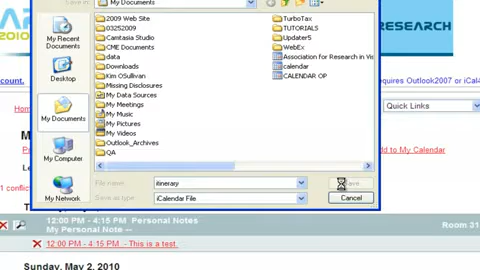 Save in:
My Documents
2009 Web Site
03252009
Camtasia Studio
CME Documents
data
Downloads
Kim OSullivan
Missing Disclosures
My Data Sources
My Meetings
My Music
My Pictures
My Videos
Outlook_Archives
QA
TurboTax
TUTORIALS
Updater5
WebEx
Association for Research in Vis
calendar
CALENDAR OP
My Recent
Documents
Desktop
My Documents
My Computer
My Network
File name:
itinerary
Save
Save as type:
iCalendar File
Cancel
2010
RESEARCH
count.
equires Outlook2007 or iCal4
Quick Links
dd to My Calendar
1 conflict
12:00 PM - 4:15 PM Personal Notes
My Personal Note --
Room 31
12:00 PM - 4:15 PM - This is a test.
Sunday, May 2, 2010